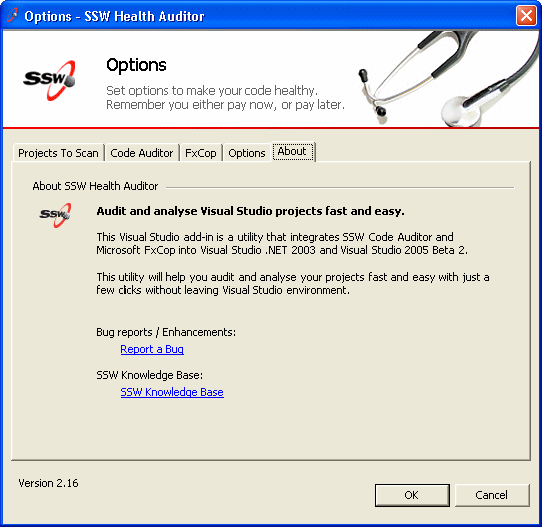 Options - SSW Health Auditor
SSW
Options
Set options to make your code healthy.
Remember you either pay now, or pay later.
Projects To Scan Code Auditor FxCop Options About
About SSW Health Auditor
SSW
Audit and analyse Visual Studio projects fast and easy.
This Visual Studio add-in is a utility that integrates SSW Code Auditor and
Microsoft FxCop into Visual Studio .NET 2003 and Visual Studio 2005 Beta 2.
This utility will help you audit and analyse your projects fast and easy with just a
few clicks without leaving Visual Studio environment.
Bug reports / Enhancements:
Report a Bug
SSW Knowledge Base:
SSW Knowledge Base
Version 2.16
OK Cancel